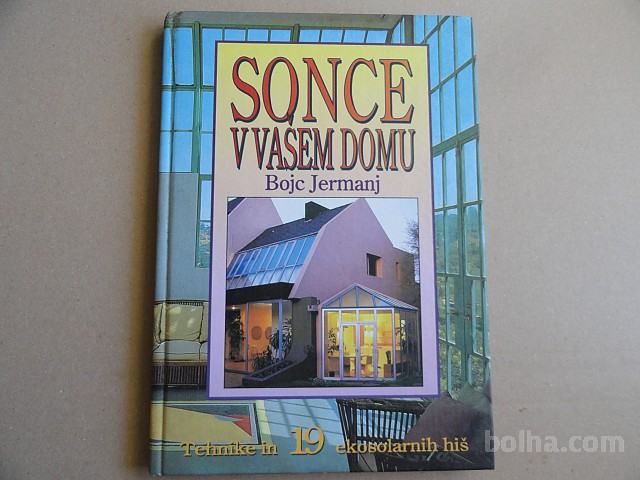 SONCE
V VAŠEM DOMU
Bojc Jermanj
Tehnike in 19 ekosolarnih hiš
bolha.com